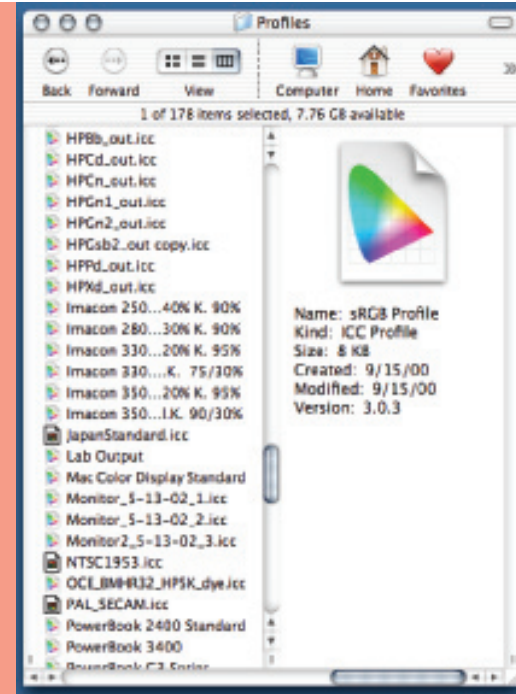 Profiles
Back Forward View Computer Home Favorites
1 of 178 items selected, 7.76 GB available
HPBb_out.icc
HPCd_out.icc
HPCn_out.icc
HPGn1_out.icc
HPGn2_out.icc
HPGsb2_out copy.icc
HPPd_out.icc
HPXd_out.icc
Imacon 250...40% K. 90%
Imacon 280...30% K. 90%
Imacon 330...20% K. 95%
Imacon 330....K. 75/30%
Imacon 350...20% K. 95%
Imacon 350...I.K. 90/30%
JapanStandard.icc
Lab Output
Mac Color Display Standard
Monitor_5-13-02_1.icc
Monitor_5-13-02_2.icc
Monitor2_5-13-02_3.icc
NTSC1953.icc
OCE_BMHR32_HPSK_dye.icc
PAL_SECAM.icc
PowerBook 2400 Standard
PowerBook 3400
PowerBook G3 Series
Name: sRGB Profile
Kind: ICC Profile
Size: 8 KB
Created: 9/15/00
Modified: 9/15/00
Version: 3.0.3